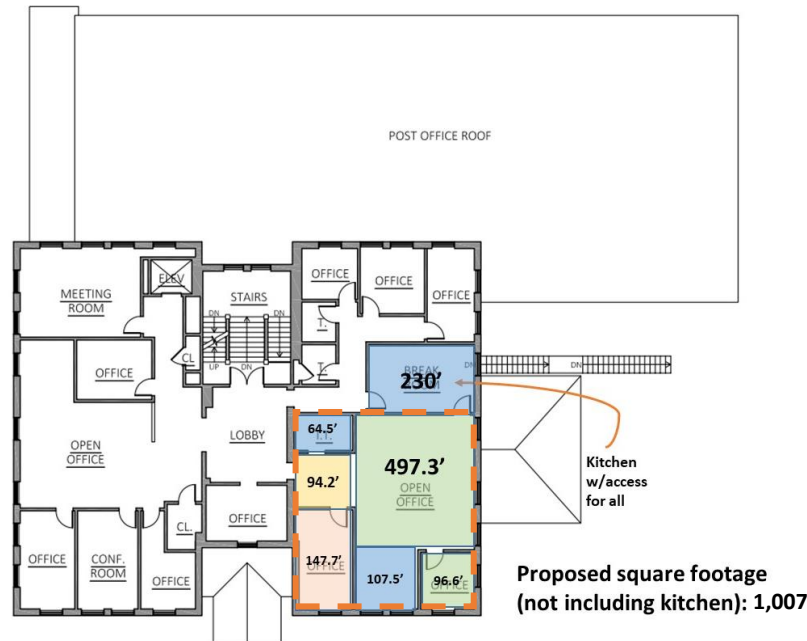 POST OFFICE ROOF
MEETING
ROOM
ELEV
STAIRS
OFFICE
OFFICE
OFFICE
DN
DN
T.
CL
UP
DN
T.
OFFICE
BREAK
230’
DN
DN
64.5’
T.T.
LOBBY
OPEN
OFFICE
94.2’
497.3’
OPEN
OFFICE
Kitchen
w/access
for all
CL.
OFFICE
OFFICE
CONF.
ROOM
OFFICE
147.7’
OFFICE
107.5’
96.6’
OFFICE
Proposed square footage
(not including kitchen): 1,007